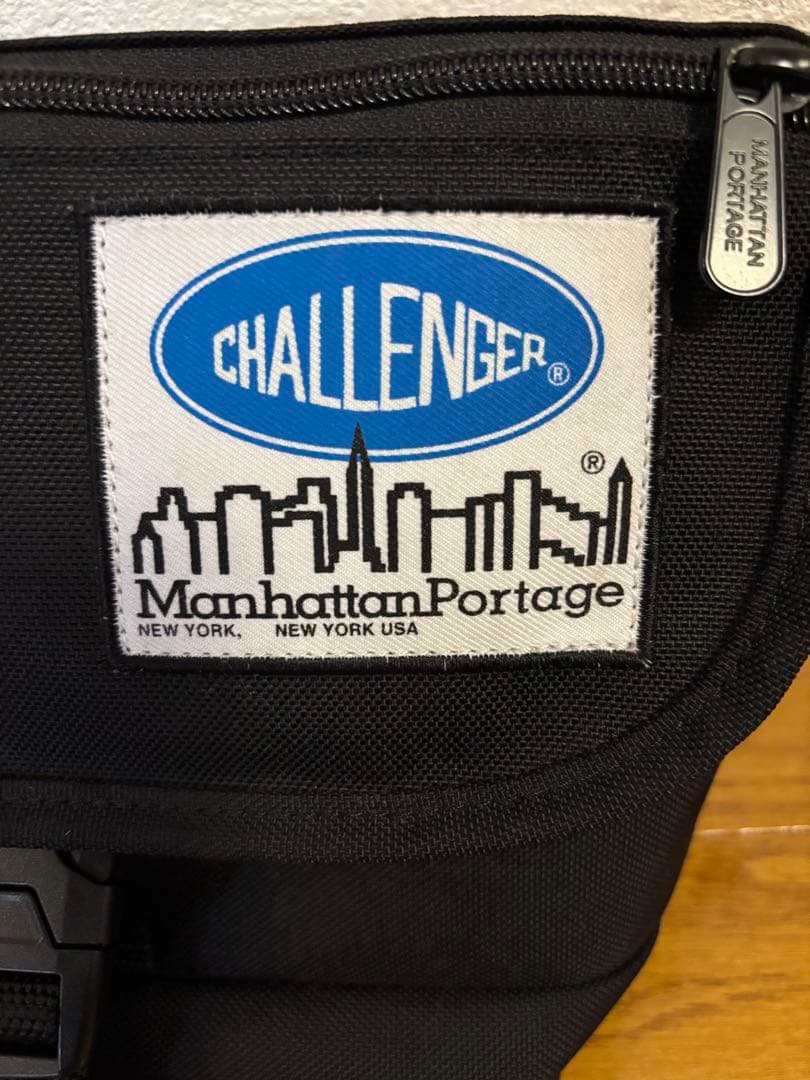 MANHATTAN
PORTAGE
CHALLENGER®
®
ManhattanPortage
NEW YORK, NEW YORK USA